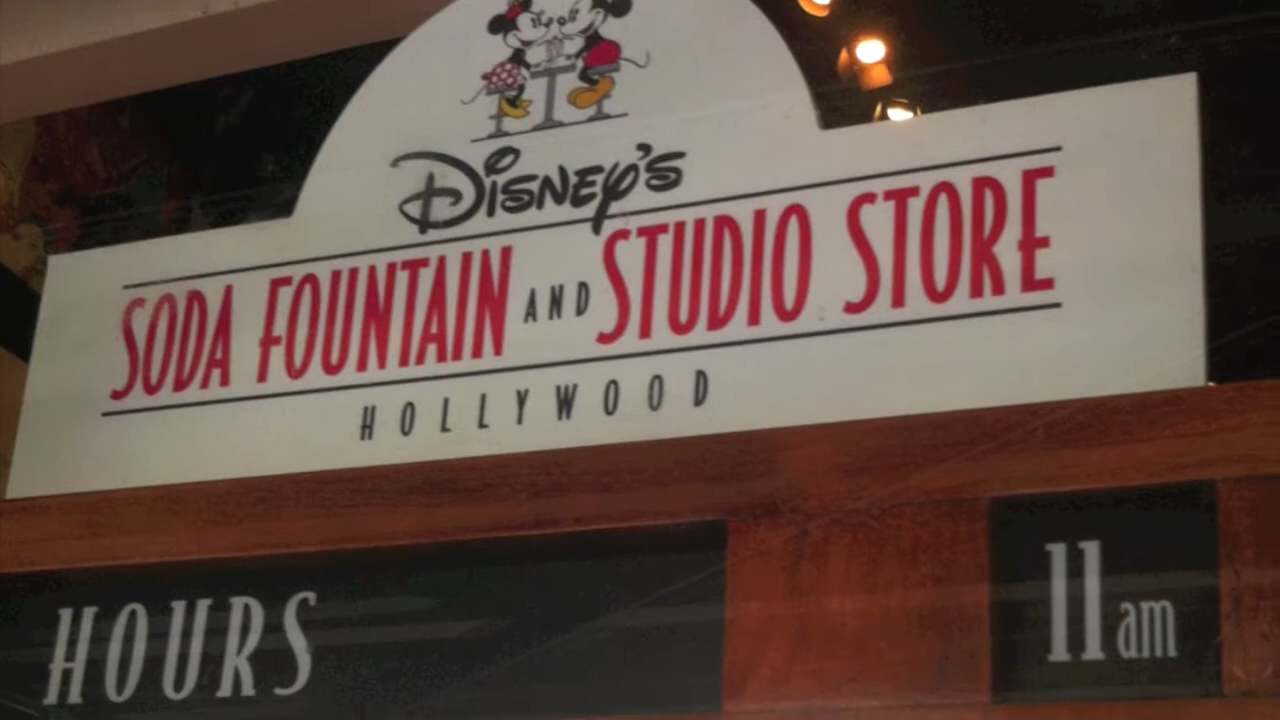 Disney's
SODA FOUNTAIN AND STUDIO STORE
HOLLYWOOD
HOURS
11am